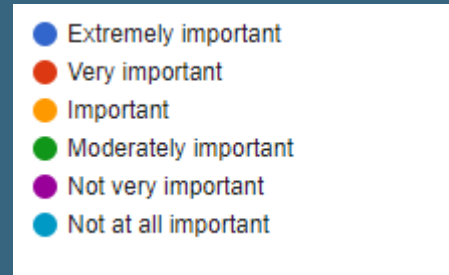 Extremely important
Very important
Important
Moderately important
Not very important
Not at all important